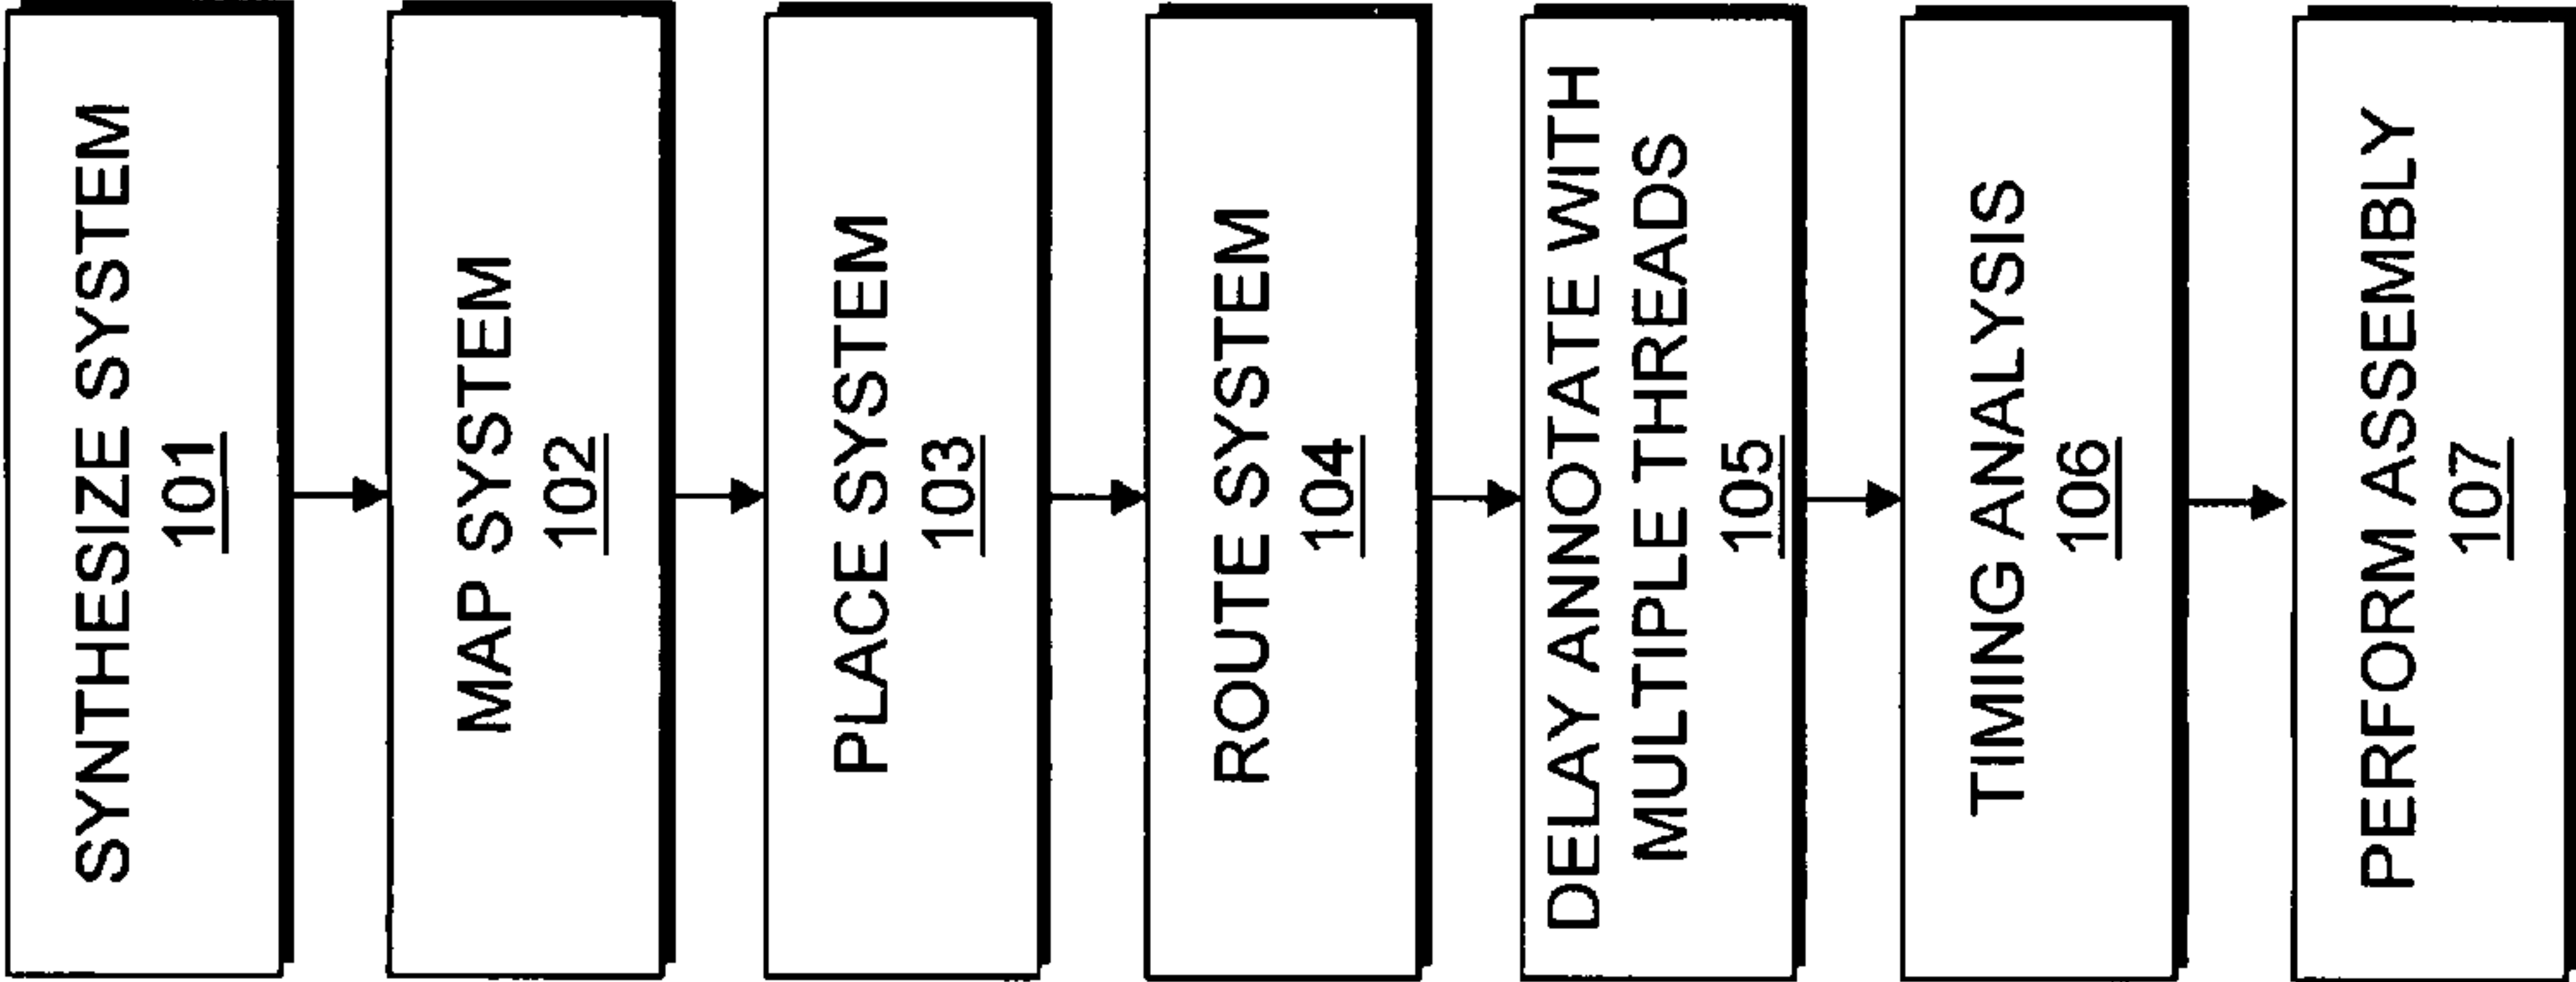 SYNTHESIZE SYSTEM
101
MAP SYSTEM
102
PLACE SYSTEM
103
ROUTE SYSTEM
104
DELAY ANNOTATE WITH
MULTIPLE THREADS
105
TIMING ANALYSIS
106
PERFORM ASSEMBLY
107